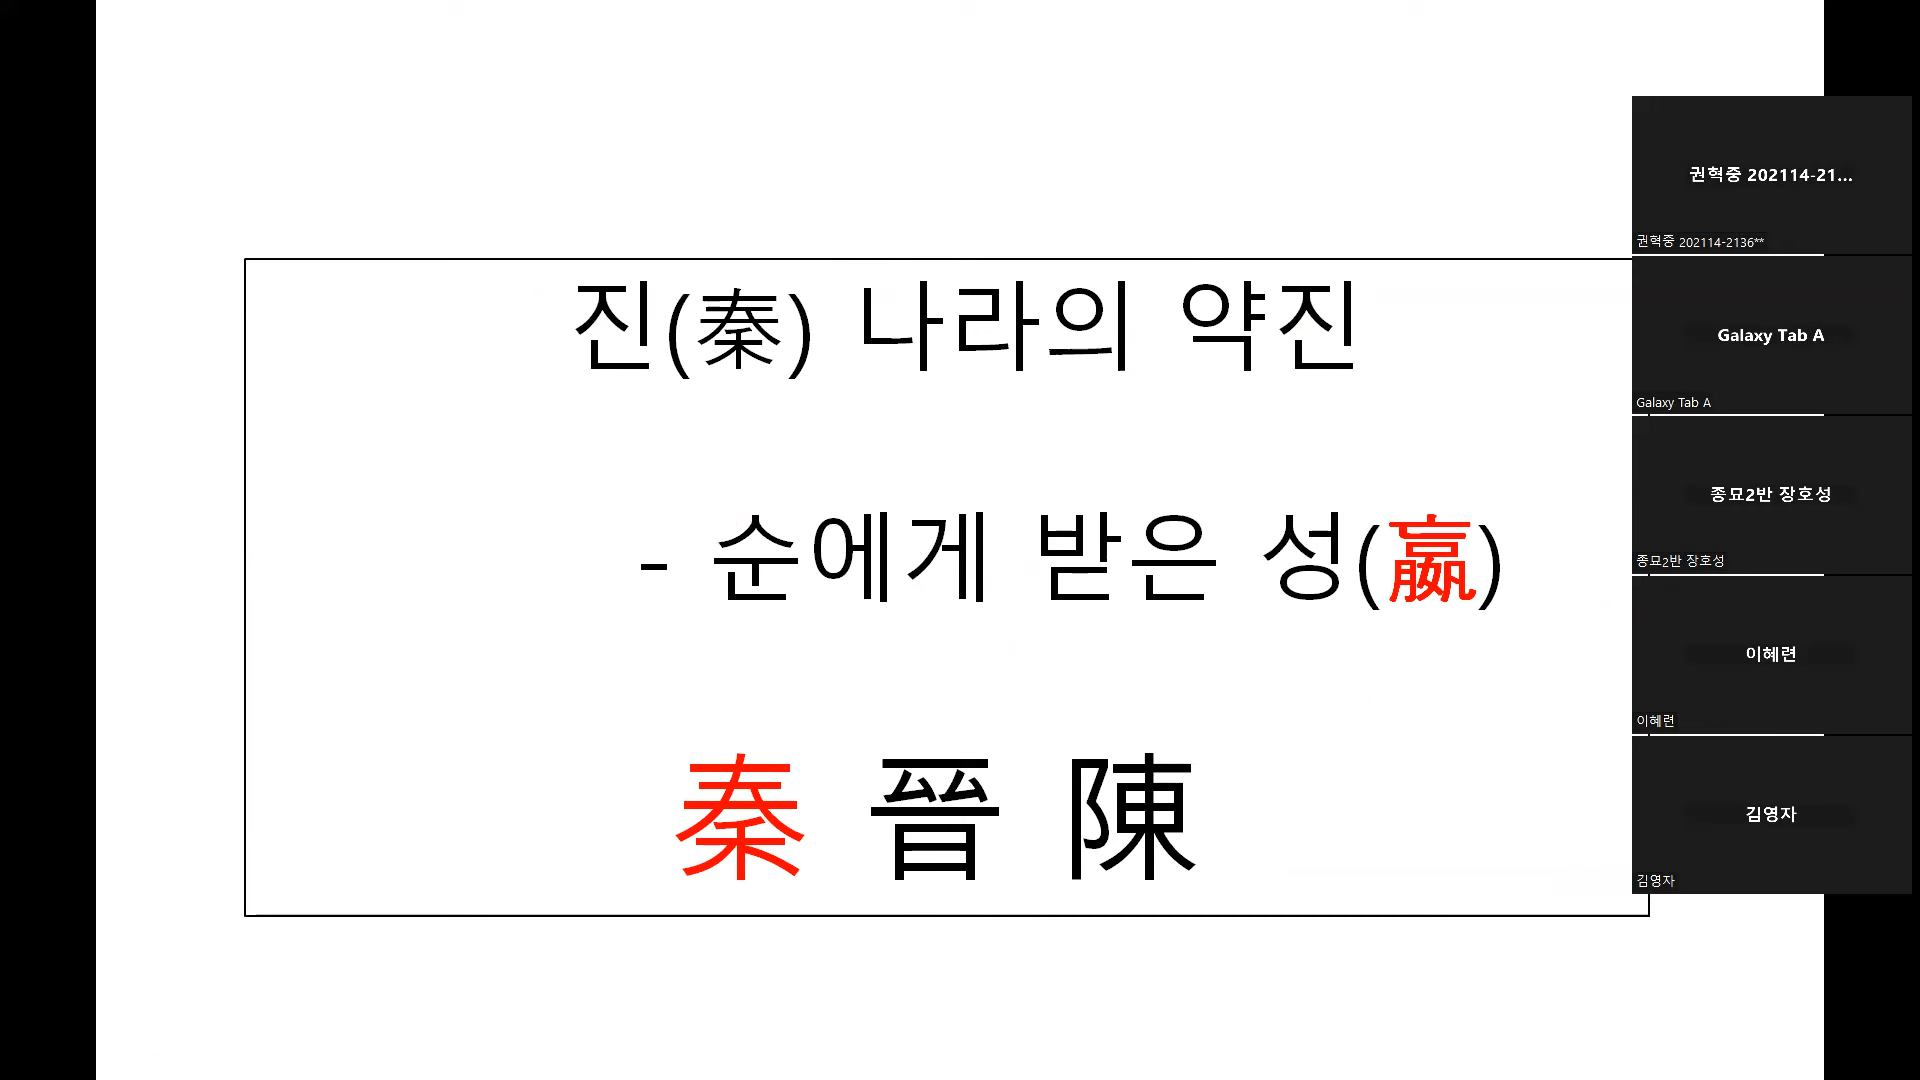 진(秦) 나라의 약진
- 순에게 받은 성(嬴)
秦 晉 陳
권혁중 202114-21...
권혁중 202114-2136**
Galaxy Tab A
Galaxy Tab A
종묘2반 장호성
종묘2반 장호성
이혜련
이혜련
김영자
김영자